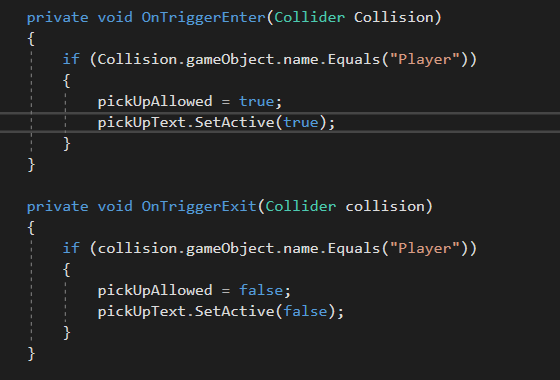 private void OnTriggerEnter(Collider Collision)
{
if (Collision.gameObject.name.Equals("Player"))
{
pickUpAllowed = true;
pickUpText.SetActive(true);
}
}
private void OnTriggerExit(Collider collision)
{
if (collision.gameObject.name.Equals("Player"))
{
pickUpAllowed = false;
pickUpText.SetActive(false);
}
}